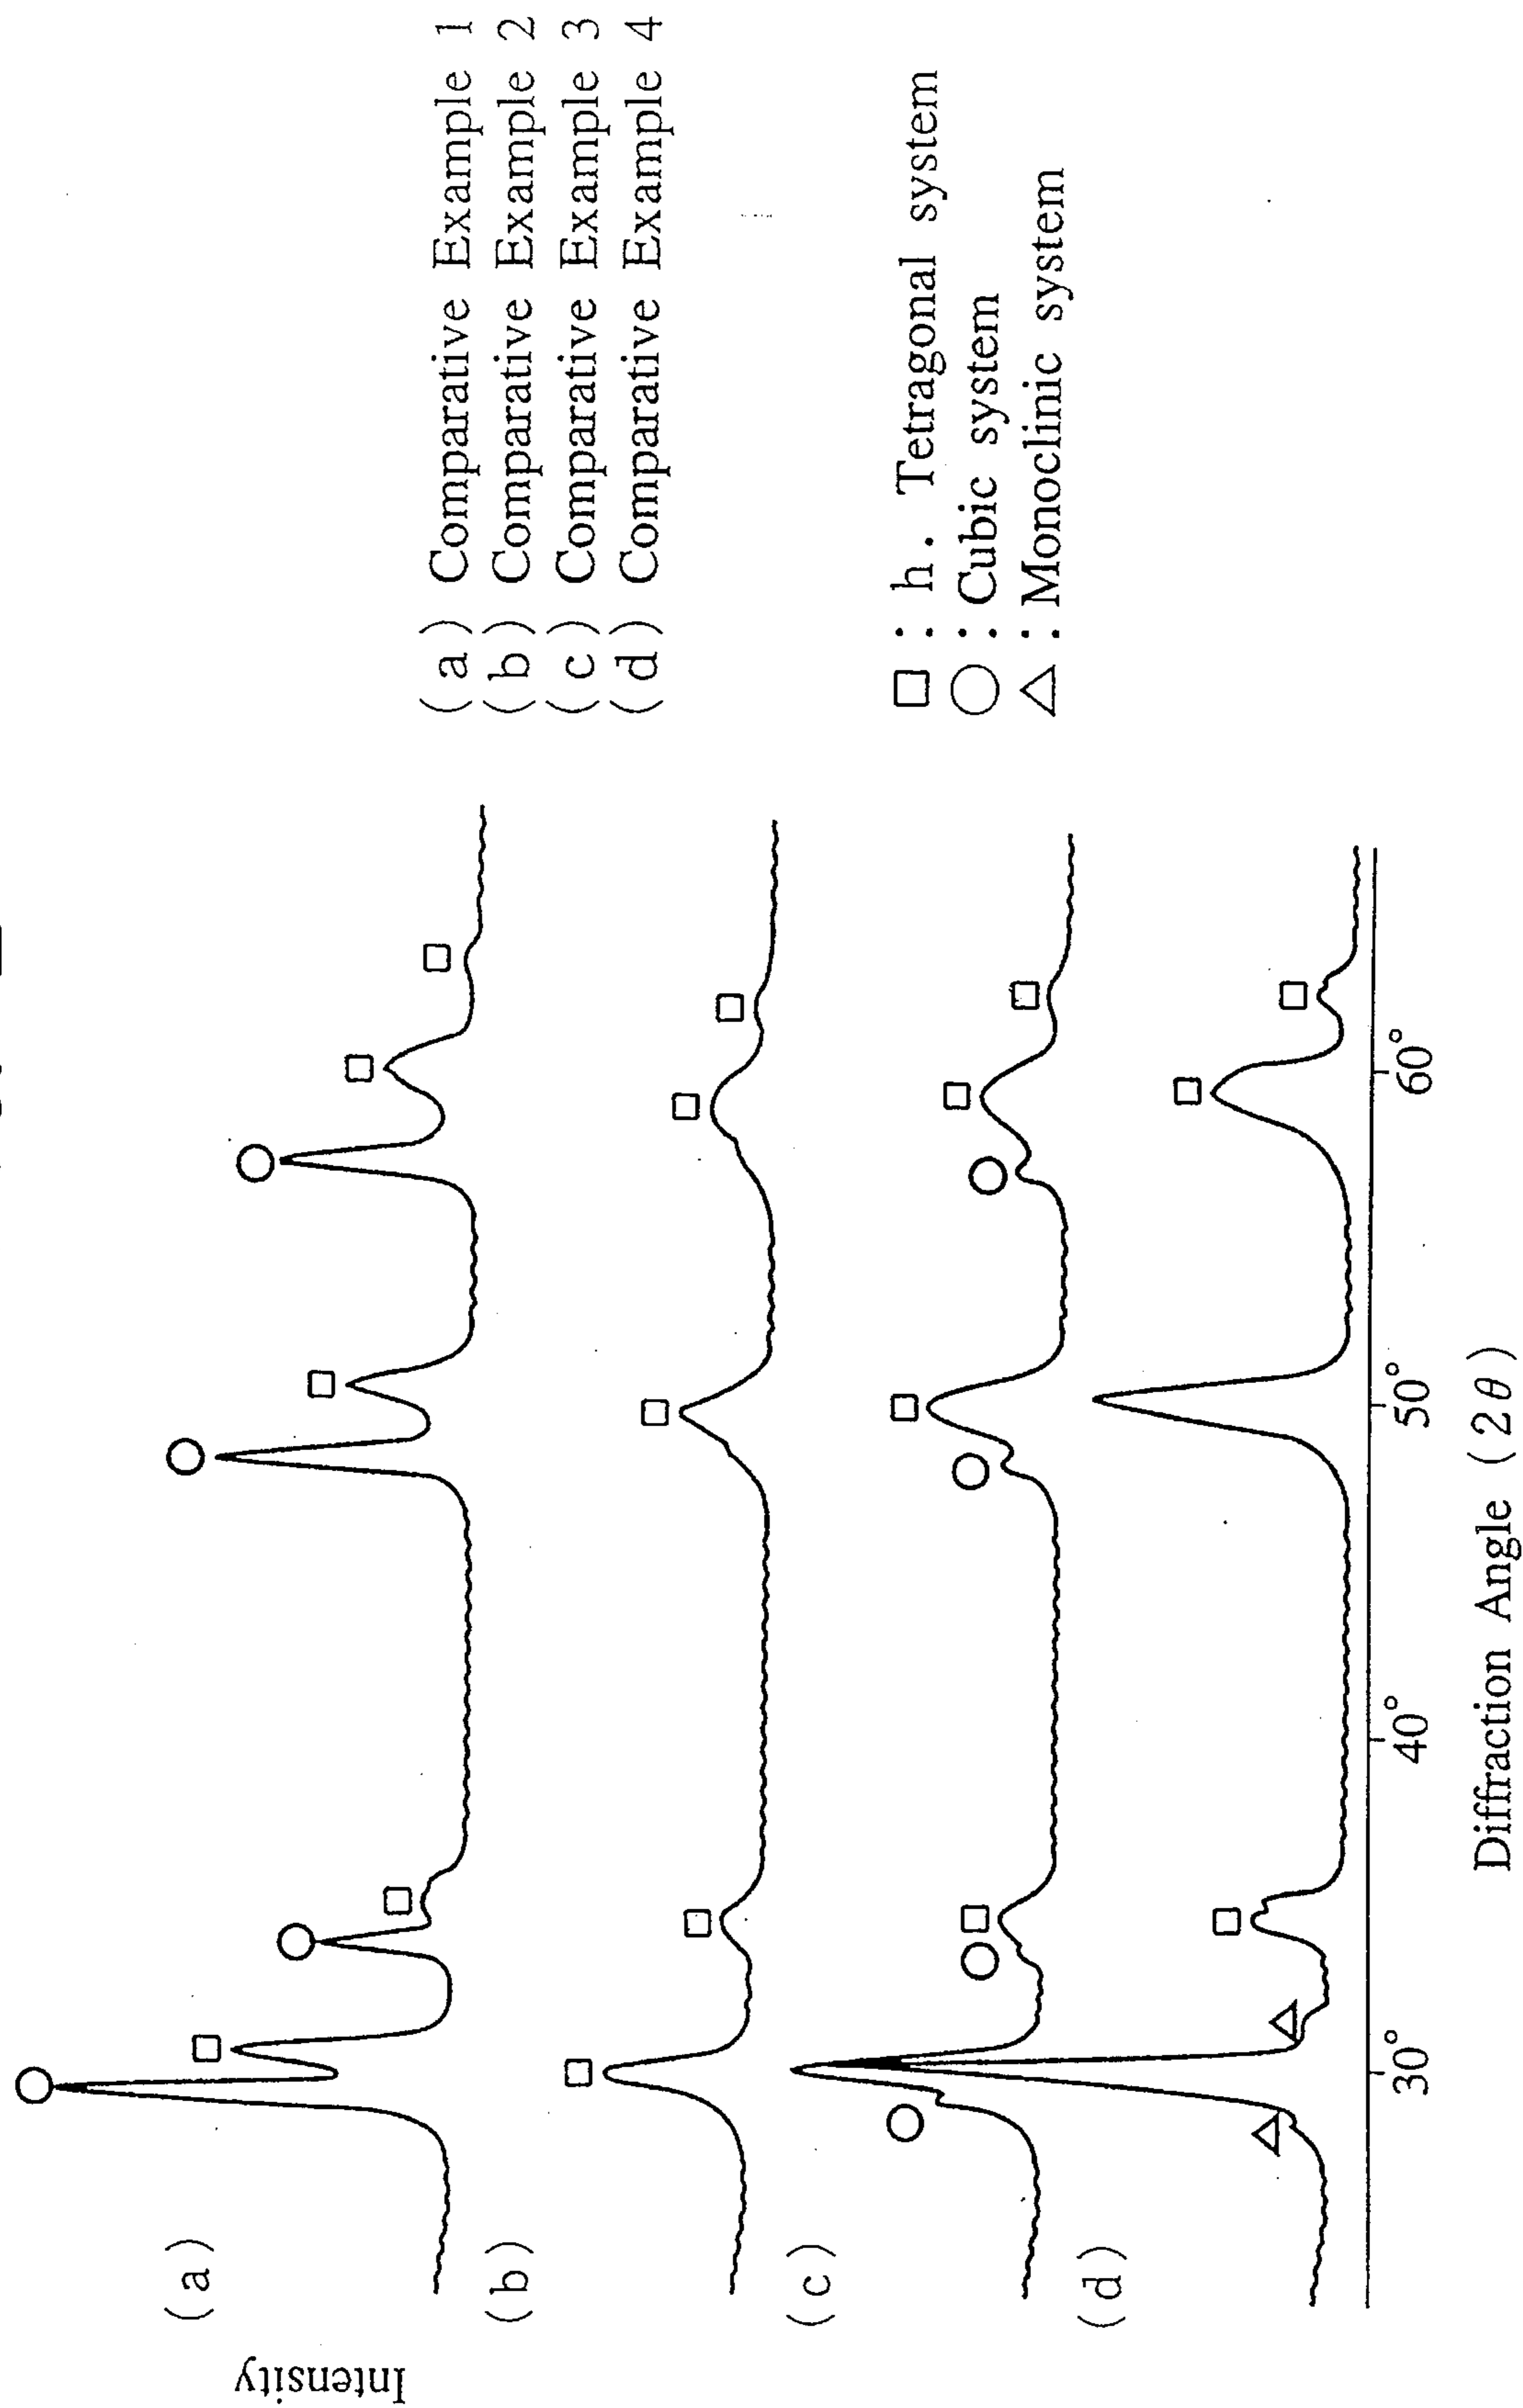 (a) Comparative Example 1
(b) Comparative Example 2
(c) Comparative Example 3
(d) Comparative Example 4
□ : h. Tetragonal system
○ : Cubic system
△ : Monoclinic system
Intensity
(a)
(b)
(c)
(d)
30° 40° 50° 60°
Diffraction Angle (2θ)